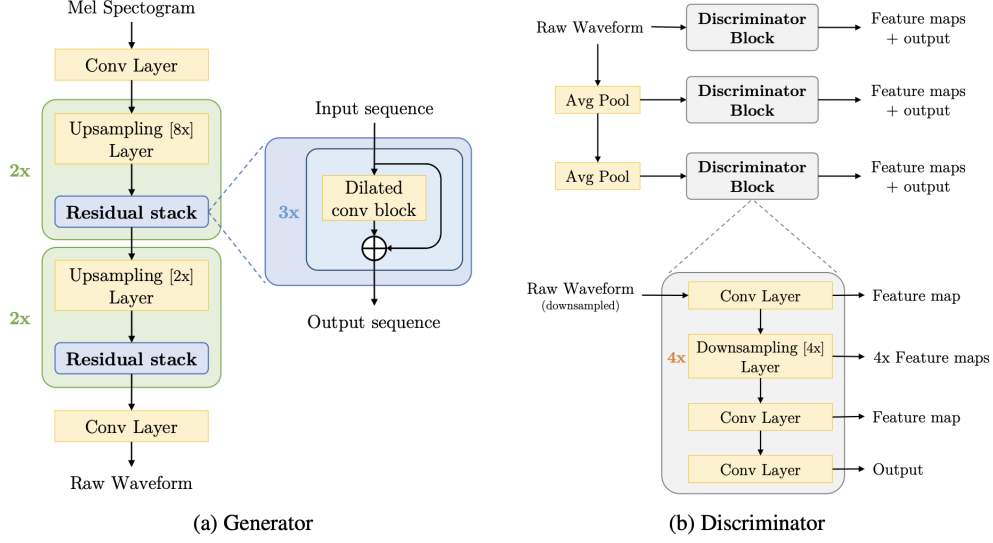 Mel Spectogram
Conv Layer
2x
Upsampling [8x]
Layer
Residual stack
2x
Upsampling [2x]
Layer
Residual stack
Conv Layer
Raw Waveform
Input sequence
3x
Dilated
conv block
Output sequence
(a) Generator
Raw Waveform
Discriminator
Block
Feature maps
+ output
Avg Pool
Discriminator
Block
Feature maps
+ output
Avg Pool
Discriminator
Block
Feature maps
+ output
Raw Waveform
(downsampled)
Conv Layer
Feature map
4x
Downsampling [4x]
Layer
4x Feature maps
Conv Layer
Feature map
Conv Layer
Output
(b) Discriminator